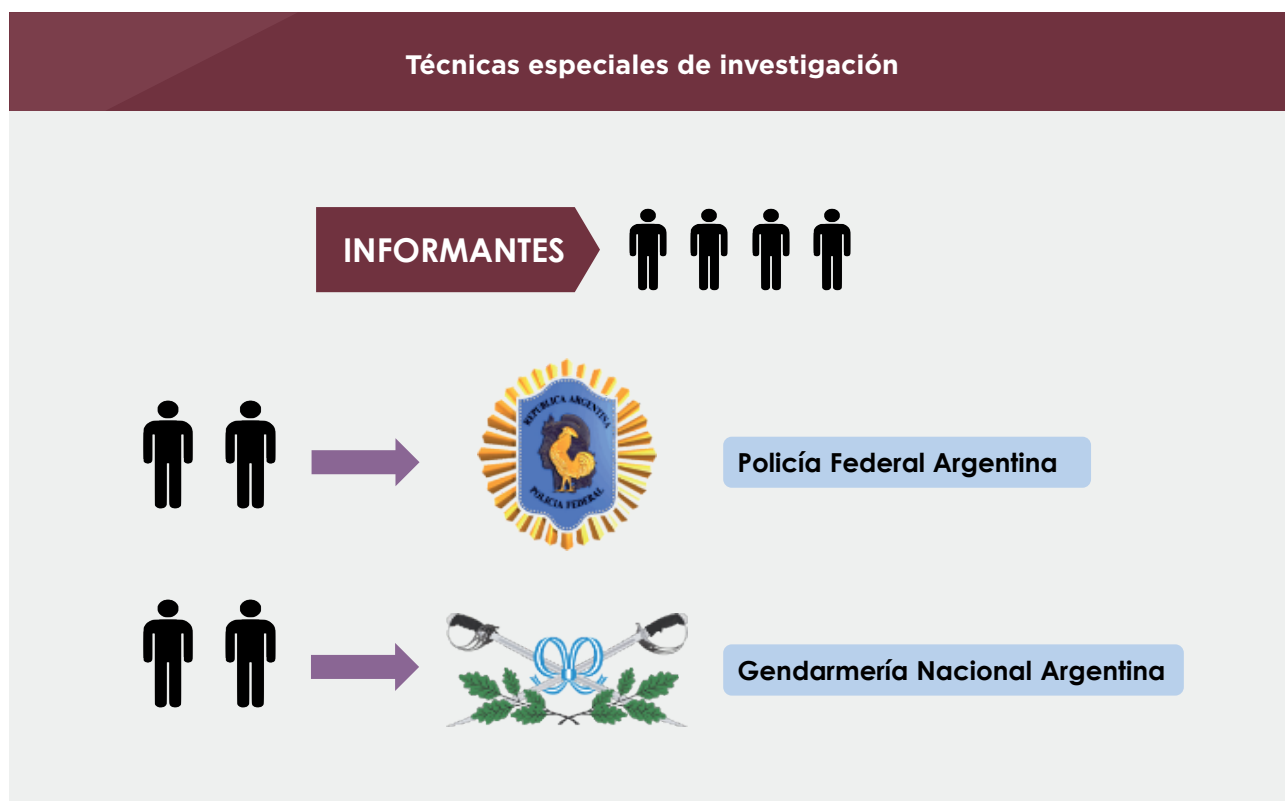 Técnicas especiales de investigación
INFORMANTES
REPUBLICA ARGENTINA
POLICIA FEDERAL
Policía Federal Argentina
Gendarmería Nacional Argentina